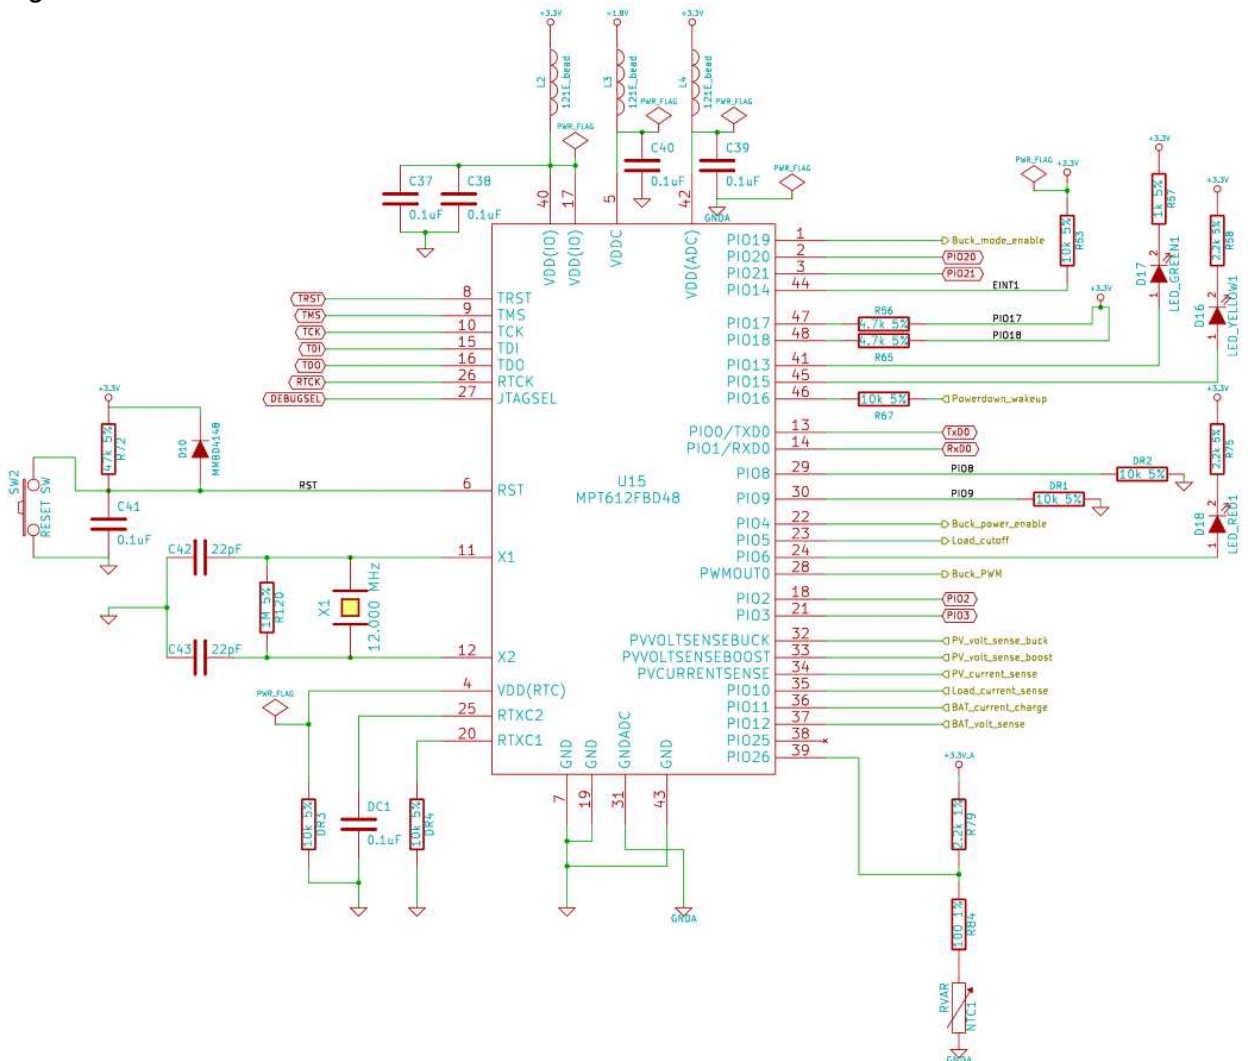 +3.3V
+1.8V
+3.3V
L2
121E_bead
L3
121E_bead
L4
121E_bead
PWR_FLAG
PWR_FLAG
PWR_FLAG
PWR_FLAG
C37
0.1uF
C38
0.1uF
C40
0.1uF
C39
0.1uF
GNDA
40
17
5
42
VDD(IO)
VDD(IO)
VDDC
VDD(ADC)
PWR_FLAG
+3.3V
10k 5%
R53
+3.3V
1k 5%
R57
+3.3V
2.2k 5%
R58
D17
LED_GREEN1
2
1
D16
LED_YELLOW1
2
1
TRST 8 TRST
TMS 9 TMS
TCK 10 TCK
TDI 15 TDI
TDO 16 TDO
RTCK 26 RTCK
DEBUGSEL 27 JTAGSEL
PIO19 1 Buck_mode_enable
PIO20 2 PIO20
PIO21 3 PIO21
PIO14 44 EINT1
+3.3V
R56
PIO17 47 4.7k 5% PIO17
PIO18 48 4.7k 5% PIO18
R65
PIO13 41
PIO15 45
PIO16 46 10k 5% Powerdown_wakeup
R67
PIO0/TXD0 13 TxD0
PIO1/RXD0 14 RxD0
PIO8 29 PIO8
DR2
10k 5%
PIO9 30 PIO9
DR1
10k 5%
+3.3V
2.2k 5%
R75
D18
LED_RED1
2
1
PIO4 22 Buck_power_enable
PIO5 23 Load_cutoff
PIO6 24
PWMOUT0 28 Buck_PWM
PIO2 18 PIO2
PIO3 21 PIO3
PVVOLTSENSEBUCK 32 PV_volt_sense_buck
PVVOLTSENSEBOOST 33 PV_volt_sense_boost
PVCURRENTSENSE 34 PV_current_sense
PIO10 35 Load_current_sense
PIO11 36 BAT_current_charge
PIO12 37 BAT_volt_sense
PIO25 38
PIO26 39
U15
MPT612FBD48
+3.3V
47k 5%
R72
D10
MMBD4148
SW2
RESET SW
RST 6 RST
C41
0.1uF
C42 22pF
11 X1
1M 5%
R120
X1
12.000 MHz
C43 22pF
12 X2
PWR_FLAG
4 VDD(RTC)
25 RTXC2
20 RTXC1
10k 5%
DR3
DC1
0.1uF
10k 5%
DR4
GND
GND
GNDADC
GND
7
19
31
43
GNDA
+3.3V_A
2.2k 1%
R79
100 1%
R84
RVAR
NTC1
GNDA